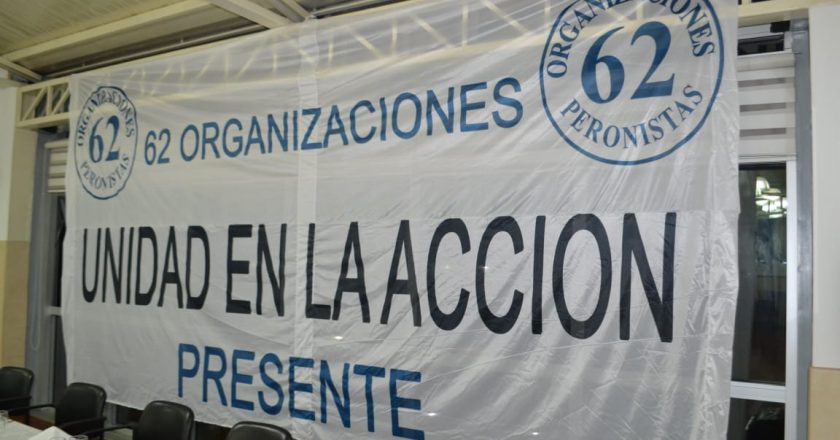 ORGANIZACIONES
62
PERONISTAS
62 ORGANIZACIONES
ORGANIZACIONES
62
PERONISTAS
UNIDAD EN LA ACCION
PRESENTE